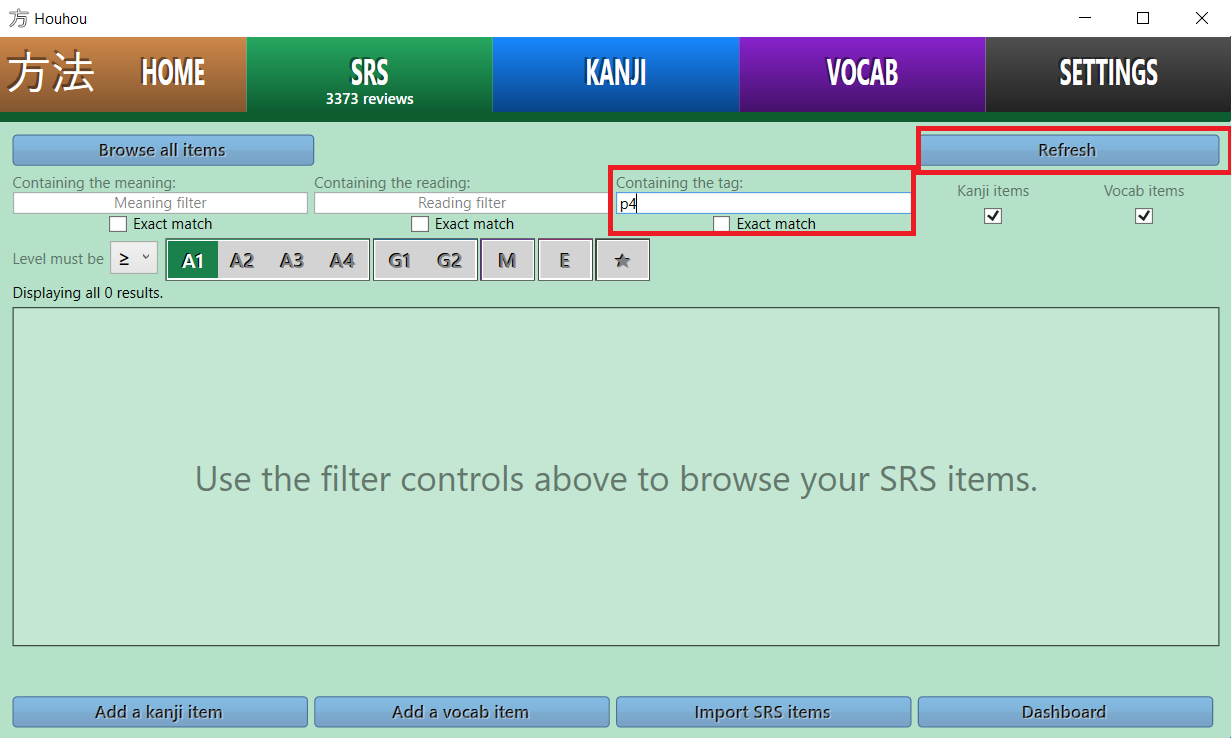 方 Houhou
方法 HOME SRS KANJI VOCAB SETTINGS
3373 reviews
Browse all items Refresh
Containing the meaning: Containing the reading: Containing the tag: Kanji items Vocab items
Meaning filter Reading filter p4
Exact match Exact match Exact match
Level must be ≥ A1 A2 A3 A4 G1 G2 M E ★
Displaying all 0 results.
Use the filter controls above to browse your SRS items.
Add a kanji item Add a vocab item Import SRS items Dashboard